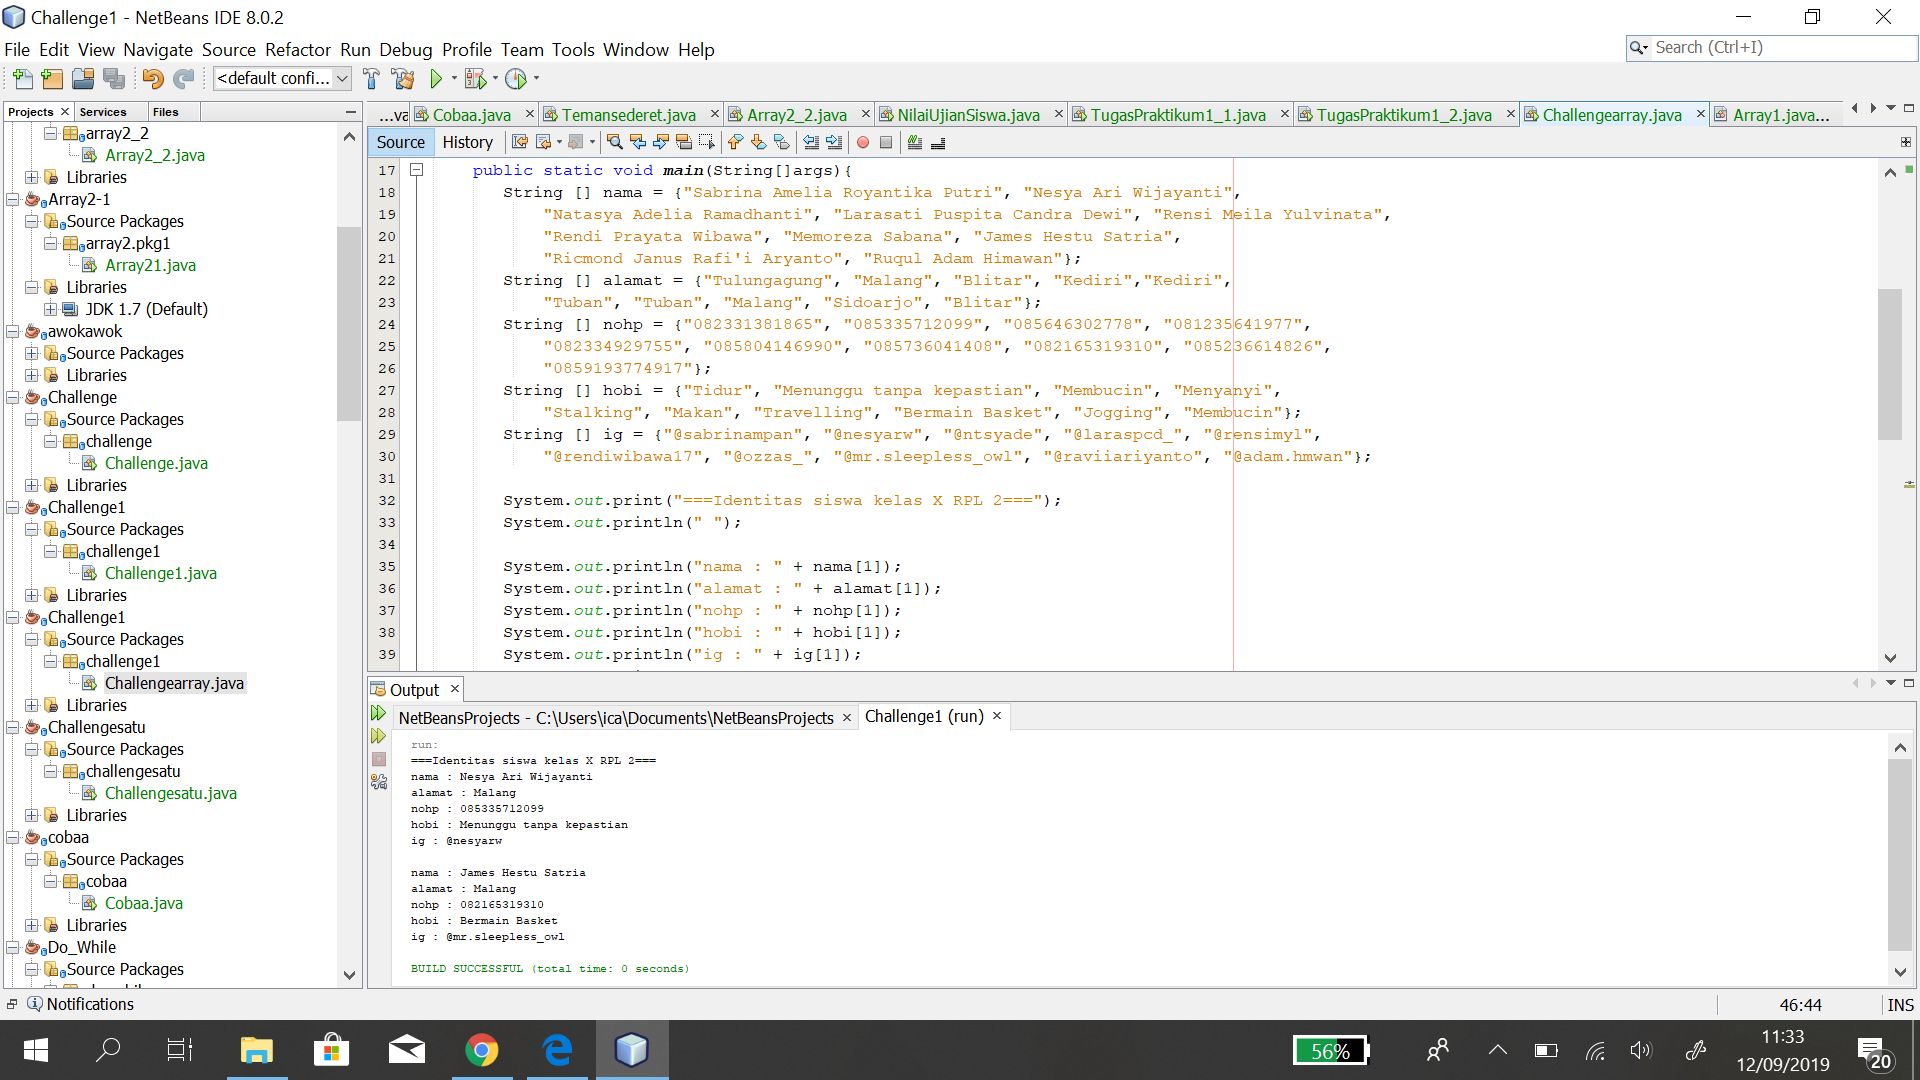 Challenge1 - NetBeans IDE 8.0.2
File Edit View Navigate Source Refactor Run Debug Profile Team Tools Window Help
Search (Ctrl+I)
<default confi...
Projects Services Files
array2_2
Array2_2.java
Libraries
Array2-1
Source Packages
array2.pkg1
Array21.java
Libraries
JDK 1.7 (Default)
awokawok
Source Packages
Libraries
Challenge
Source Packages
challenge
Challenge.java
Libraries
Challenge1
Source Packages
challenge1
Challenge1.java
Libraries
Challenge1
Source Packages
challenge1
Challengearray.java
Libraries
Challengesatu
Source Packages
challengesatu
Challengesatu.java
Libraries
cobaa
Source Packages
cobaa
Cobaa.java
Libraries
Do_While
Source Packages
...va Cobaa.java Temansederet.java Array2_2.java NilaiUjianSiswa.java TugasPraktikum1_1.java TugasPraktikum1_2.java Challengearray.java Array1.java...
Source History
17 public static void main(String[]args){
18 String [] nama = {"Sabrina Amelia Royantika Putri", "Nesya Ari Wijayanti",
19 "Natasya Adelia Ramadhanti", "Larasati Puspita Candra Dewi", "Rensi Meila Yulvinata",
20 "Rendi Prayata Wibawa", "Memoreza Sabana", "James Hestu Satria",
21 "Ricmond Janus Rafi'i Aryanto", "Ruqul Adam Himawan"};
22 String [] alamat = {"Tulungagung", "Malang", "Blitar", "Kediri","Kediri",
23 "Tuban", "Tuban", "Malang", "Sidoarjo", "Blitar"};
24 String [] nohp = {"082331381865", "085335712099", "085646302778", "081235641977",
25 "082334929755", "085804146990", "085736041408", "082165319310", "085236614826",
26 "0859193774917"};
27 String [] hobi = {"Tidur", "Menunggu tanpa kepastian", "Membucin", "Menyanyi",
28 "Stalking", "Makan", "Travelling", "Bermain Basket", "Jogging", "Membucin"};
29 String [] ig = {"@sabrinampan", "@nesyarw", "@ntsyade", "@laraspcd_", "@rensimyl",
30 "@rendiwibawa17", "@ozzas_", "@mr.sleepless_owl", "@raviiariyanto", "@adam.hmwan"};
31
32 System.out.print("===Identitas siswa kelas X RPL 2===");
33 System.out.println(" ");
34
35 System.out.println("nama : " + nama[1]);
36 System.out.println("alamat : " + alamat[1]);
37 System.out.println("nohp : " + nohp[1]);
38 System.out.println("hobi : " + hobi[1]);
39 System.out.println("ig : " + ig[1]);
Output
NetBeansProjects - C:\Users\ica\Documents\NetBeansProjects Challenge1 (run)
run:
===Identitas siswa kelas X RPL 2===
nama : Nesya Ari Wijayanti
alamat : Malang
nohp : 085335712099
hobi : Menunggu tanpa kepastian
ig : @nesyarw
nama : James Hestu Satria
alamat : Malang
nohp : 082165319310
hobi : Bermain Basket
ig : @mr.sleepless_owl
BUILD SUCCESSFUL (total time: 0 seconds)
Notifications
46:44 INS
56%
11:33
12/09/2019
20